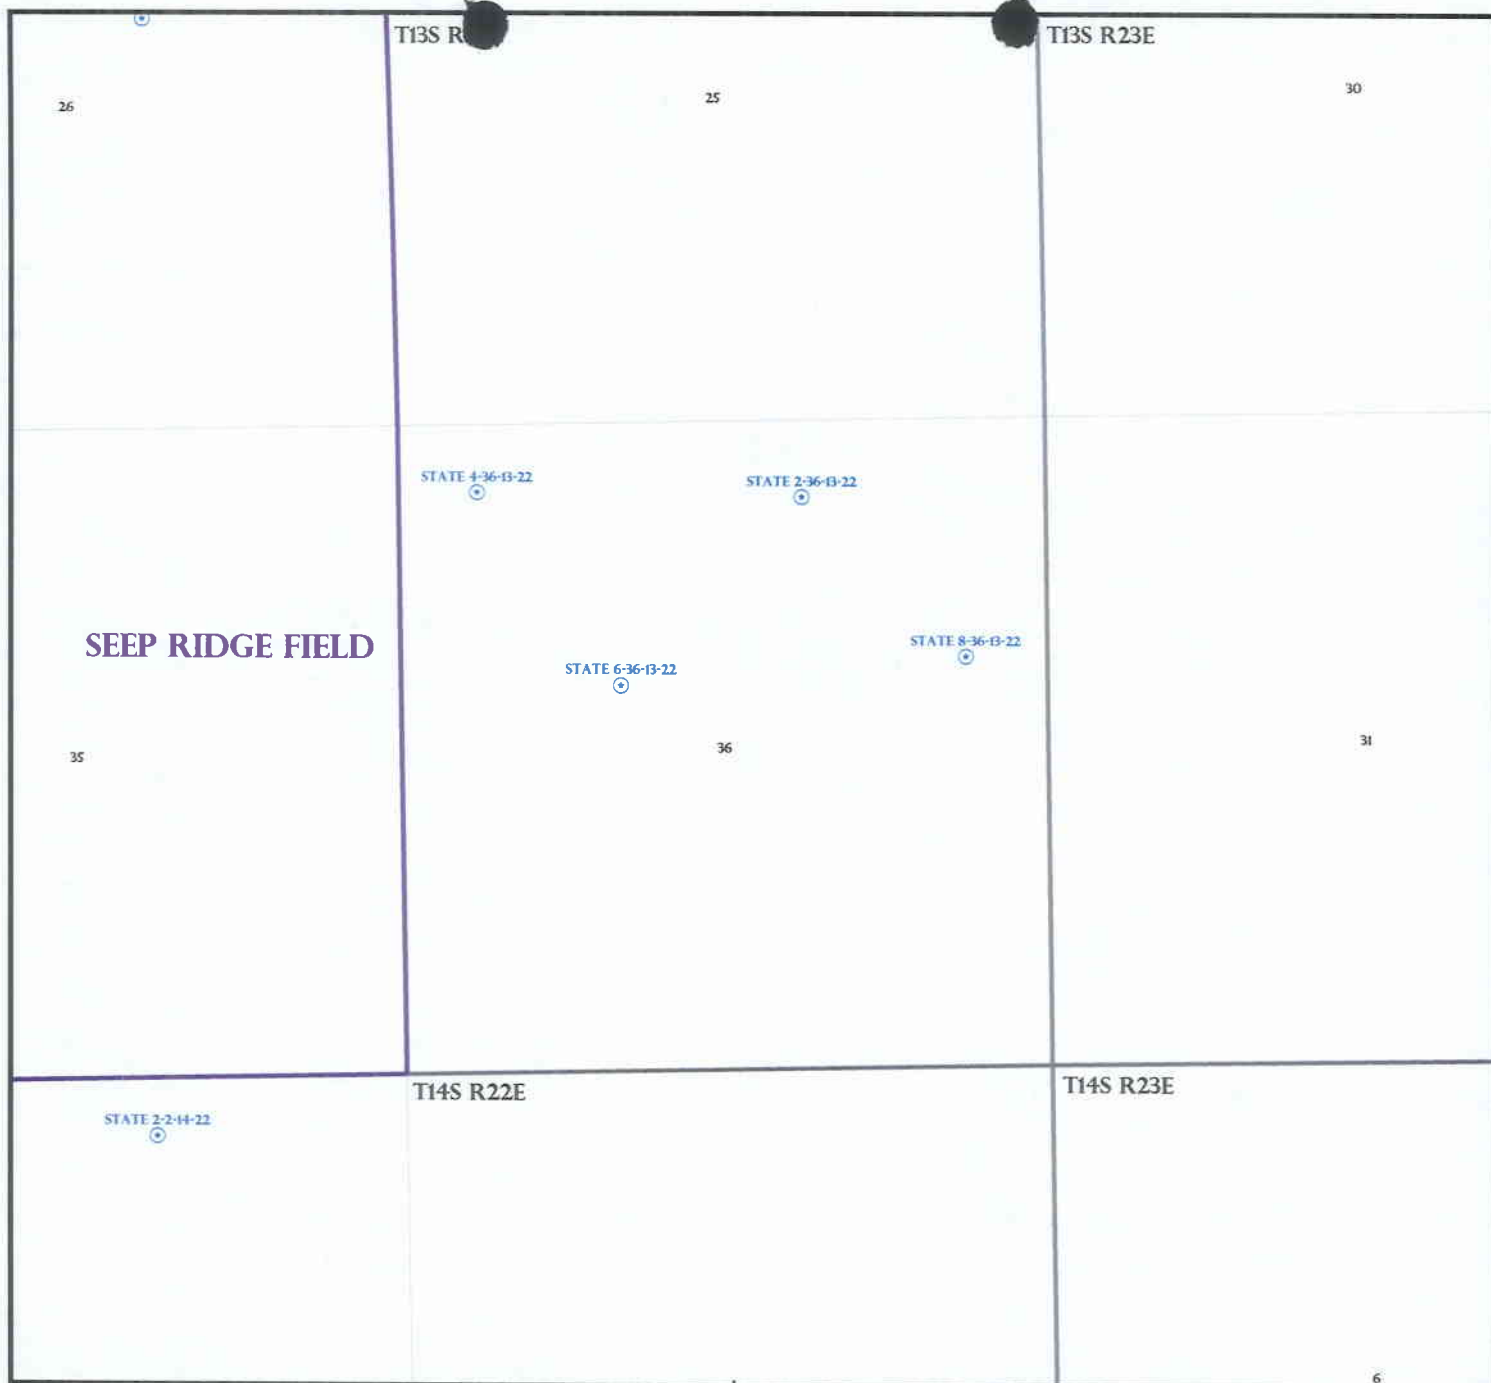 T13S R
T13S R23E
26
25
30
STATE 4-36-13-22
STATE 2-36-13-22
SEEP RIDGE FIELD
STATE 8-36-13-22
STATE 6-36-13-22
35
36
31
T14S R22E
T14S R23E
STATE 2-2-14-22
6